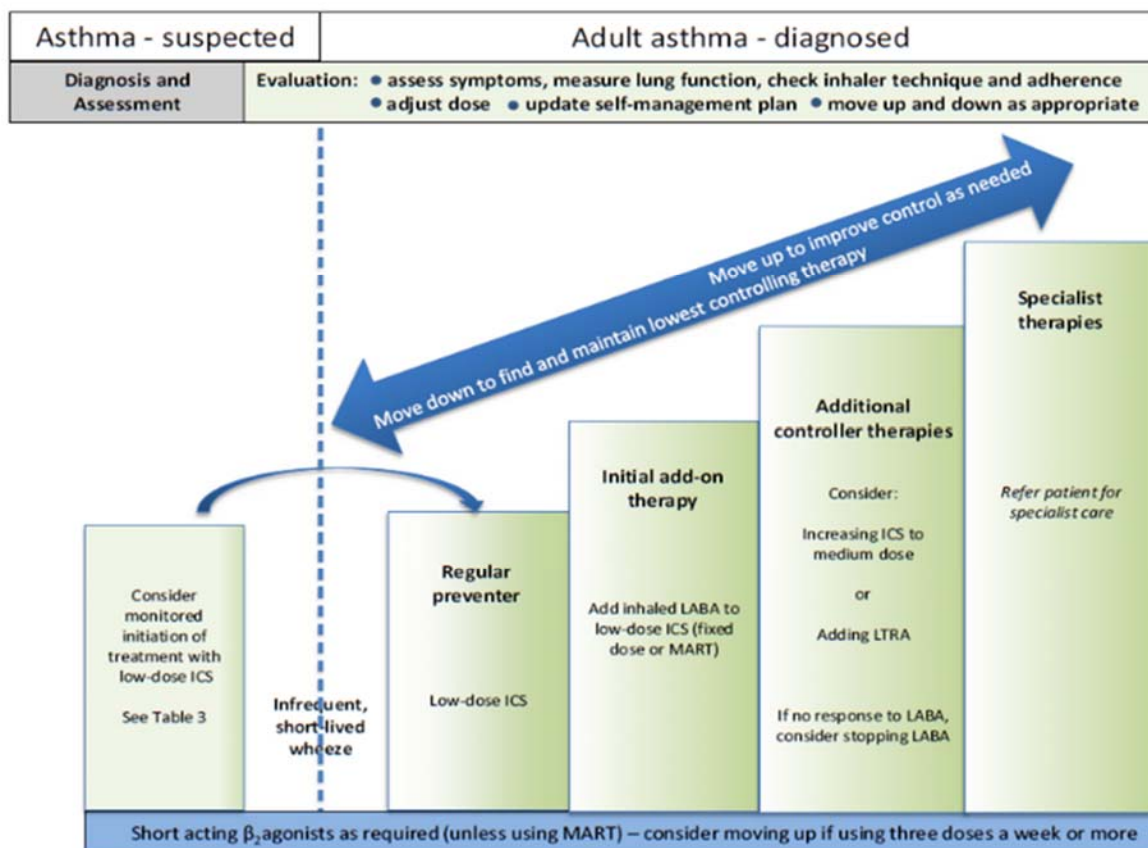 Asthma - suspected
Adult asthma - diagnosed
Diagnosis and
Assessment
Evaluation: • assess symptoms, measure lung function, check inhaler technique and adherence
• adjust dose • update self-management plan • move up and down as appropriate
Move up to improve control as needed
Move down to find and maintain lowest controlling therapy
Consider
monitored
initiation of
treatment with
low-dose ICS
See Table 3
Infrequent,
short-lived
wheeze
Regular
preventer
Low-dose ICS
Initial add-on
therapy
Add inhaled LABA to
low-dose ICS (fixed
dose or MART)
Additional
controller therapies
Consider:
Increasing ICS to
medium dose
or
Adding LTRA
If no response to LABA,
consider stopping LABA
Specialist
therapies
Refer patient for
specialist care
Short acting β₂agonists as required (unless using MART) – consider moving up if using three doses a week or more